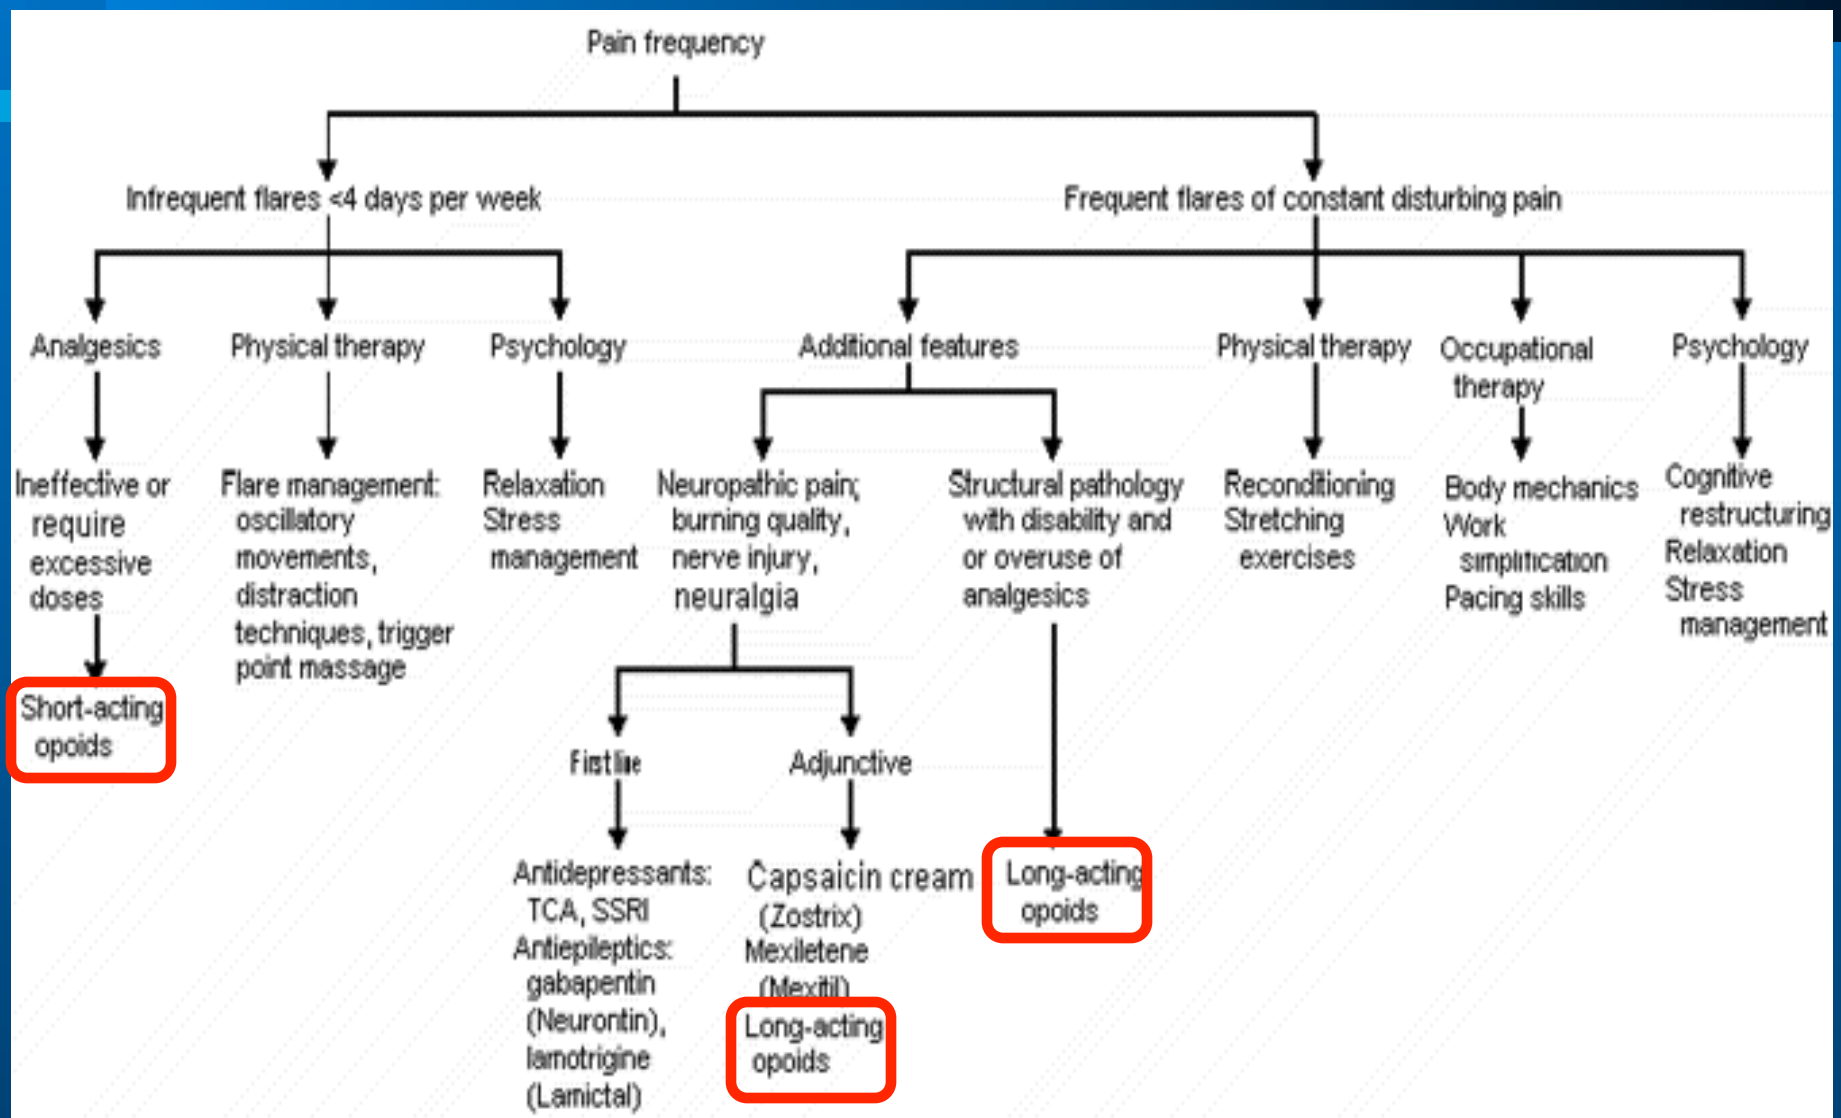 Pain frequency
Infrequent flares <4 days per week
Frequent flares of constant disturbing pain
Analgesics
Physical therapy
Psychology
Additional features
Physical therapy
Occupational
therapy
Psychology
Ineffective or
require
excessive
doses
Flare management:
oscillatory
movements,
distraction
techniques, trigger
point massage
Relaxation
Stress
management
Neuropathic pain;
burning quality,
nerve injury,
neuralgia
Structural pathology
with disability and
or overuse of
analgesics
Reconditioning
Stretching
exercises
Body mechanics
Work
simplification
Pacing skills
Cognitive
restructuring
Relaxation
Stress
management
Short-acting
opoids
First line
Adjunctive
Antidepressants:
TCA, SSRI
Antiepileptics:
gabapentin
(Neurontin),
lamotrigine
(Lamictal)
Capsaicin cream
(Zostrix)
Mexiletene
(Mexitil)
Long-acting
opoids
Long-acting
opoids